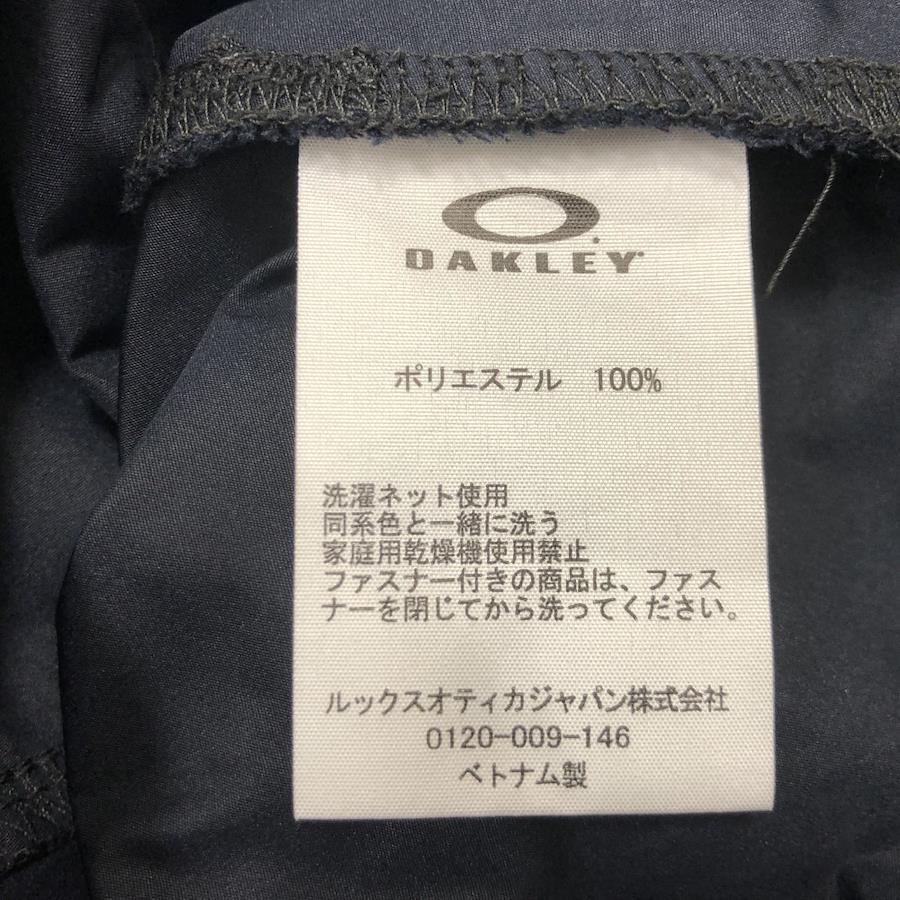 OAKLEY
ポリエステル 100%
洗濯ネット使用
同系色と一緒に洗う
家庭用乾燥機使用禁止
ファスナー付きの商品は、ファス
ナーを閉じてから洗ってください。
ルックスオティカジャパン株式会社
0120-009-146
ベトナム製